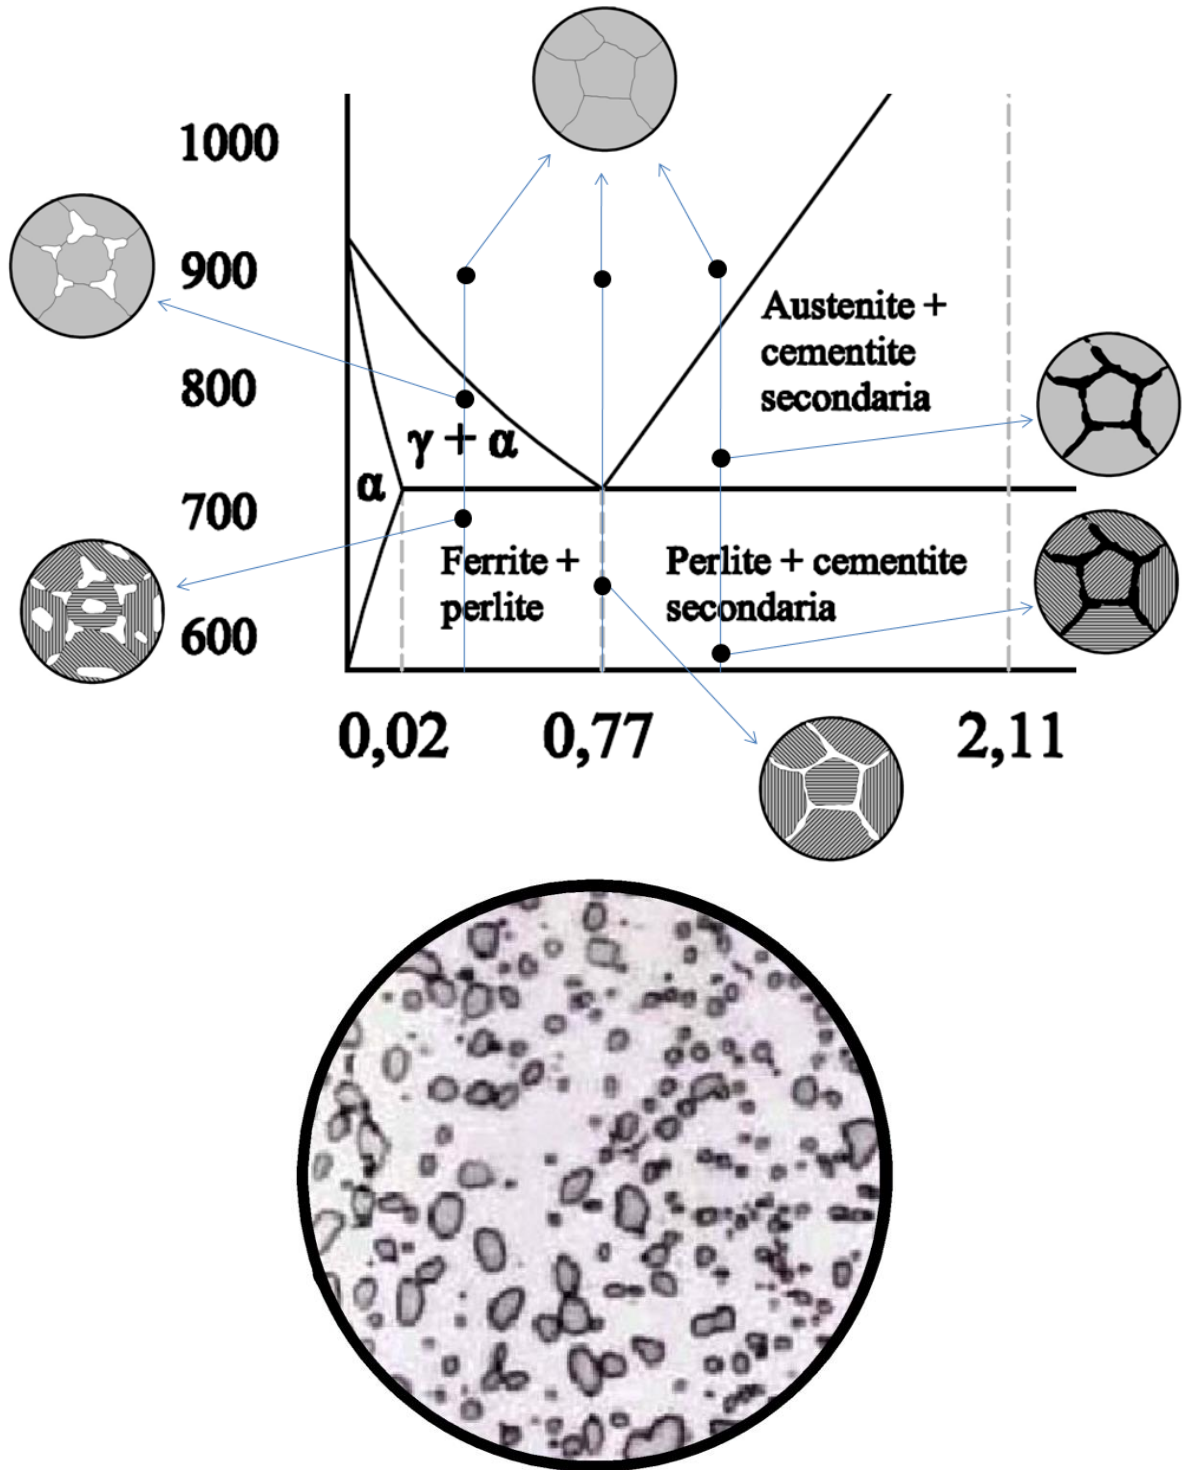 1000
900
800
700
600
Austenite +
cementite
secondaria
γ + α
α
Ferrite +
perlite
Perlite + cementite
secondaria
0,02
0,77
2,11